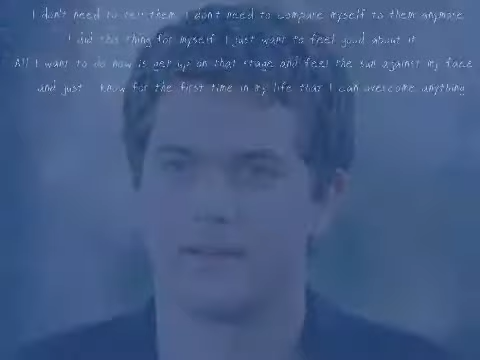 I don't need to tell them. I don't need to compare myself to them anymore
I did this thing for myself. I just want to feel good about it
All I want to do now is get up on that stage and feel the sun against my face
and just know for the first time in my life that I can overcome anything